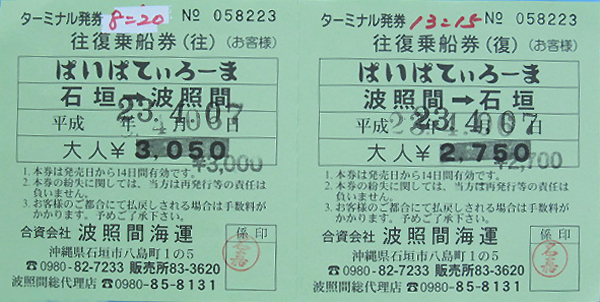 ターミナル発券 8=20 № 058223
往復乗船券(往) (お客様)
ぱいぱてぃろーま
石垣→波照間
平成 23.4.07 年 月 日
大人¥ 3,050
¥3,000
1. 本券は発売日から14日間有効です。
2. 本券の紛失に関しては、当方は再発行等の責任は
負いません。
3. お客様のご都合にて払戻しされる場合は手数料が
かかります。予めご了承下さい。
合資会社 波照間海運
係印
名嘉
沖縄県石垣市八島町1の5
☎0980-82-7233 販売所83-3620
波照間総代理店 ☎0980-85-8131
ターミナル発券 13=15 № 058223
往復乗船券(復) (お客様)
ぱいぱてぃろーま
波照間→石垣
平成 23.4.07 年 月 日
大人¥ 2,750
¥2,700
1. 本券は発売日から14日間有効です。
2. 本券の紛失に関しては、当方は再発行等の責任は
負いません。
3. お客様のご都合にて払戻しされる場合は手数料が
かかります。予めご了承下さい。
合資会社 波照間海運
係印
名嘉
沖縄県石垣市八島町1の5
☎0980-82-7233 販売所83-3620
波照間総代理店 ☎0980-85-8131